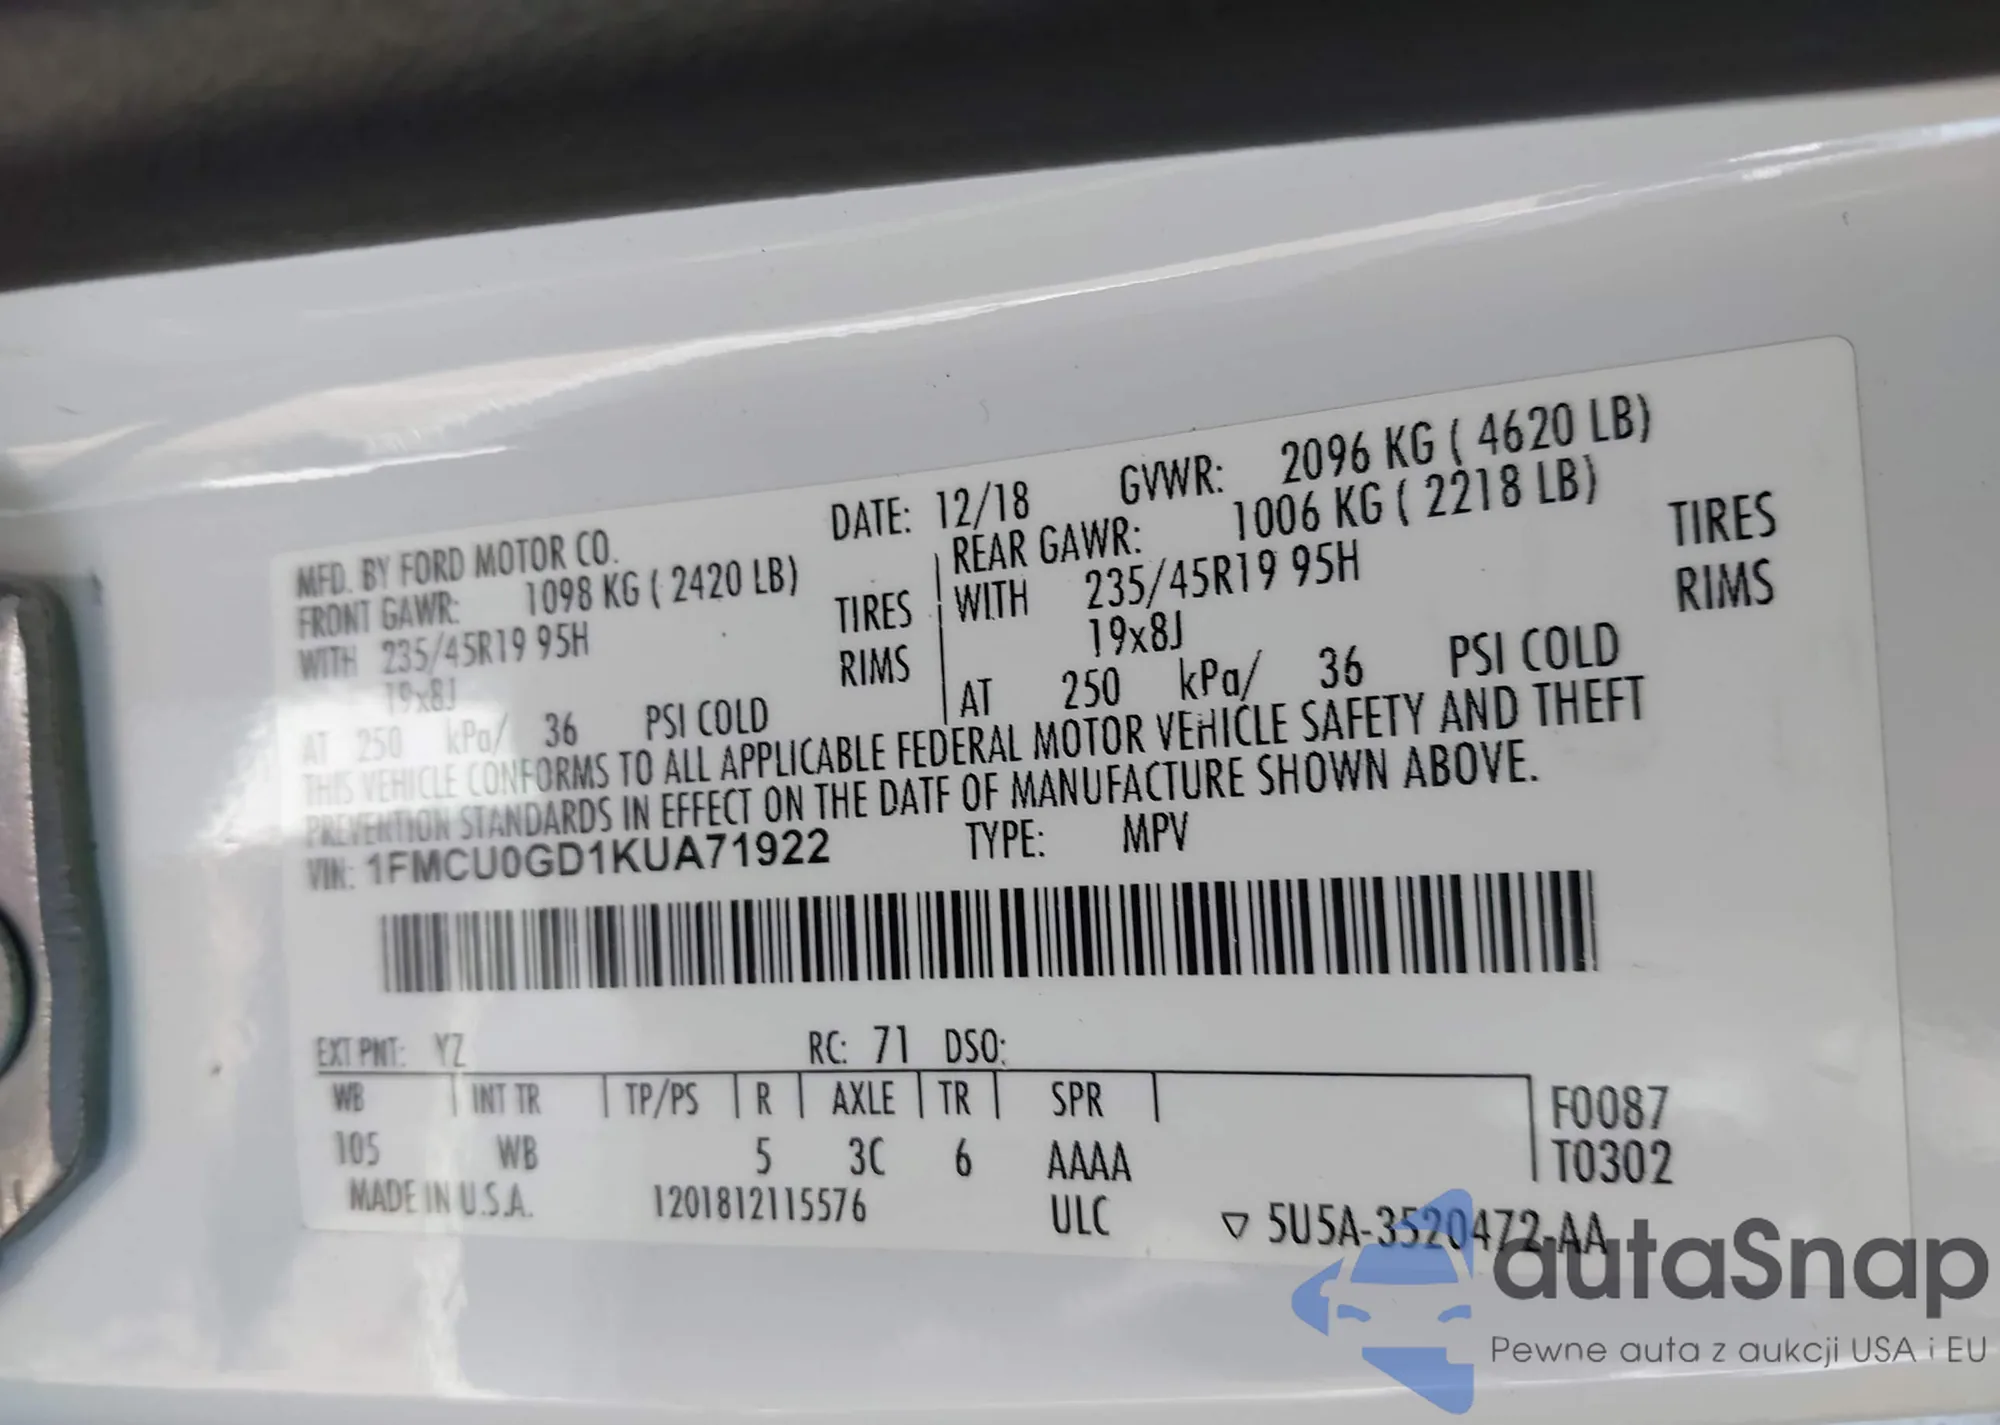 MFD. BY FORD MOTOR CO. DATE: 12/18 GVWR: 2096 KG ( 4620 LB)
FRONT GAWR: 1098 KG ( 2420 LB) REAR GAWR: 1006 KG ( 2218 LB)
WITH 235/45R19 95H TIRES WITH 235/45R19 95H TIRES
19x8J RIMS 19x8J RIMS
AT 250 kPa/ 36 PSI COLD AT 250 kPa/ 36 PSI COLD
THIS VEHICLE CONFORMS TO ALL APPLICABLE FEDERAL MOTOR VEHICLE SAFETY AND THEFT
PREVENTION STANDARDS IN EFFECT ON THE DATE OF MANUFACTURE SHOWN ABOVE.
VIN: 1FMCU0GD1KUA71922 TYPE: MPV
EXT PNT: YZ RC: 71 DSO:
WB INT TR TP/PS R AXLE TR SPR F0087
105 WB 5 3C 6 AAAA T0302
MADE IN U.S.A. 1201812115576 ULC ▽ 5U5A-3520472-AA
autaSnap
Pewne auta z aukcji USA i EU